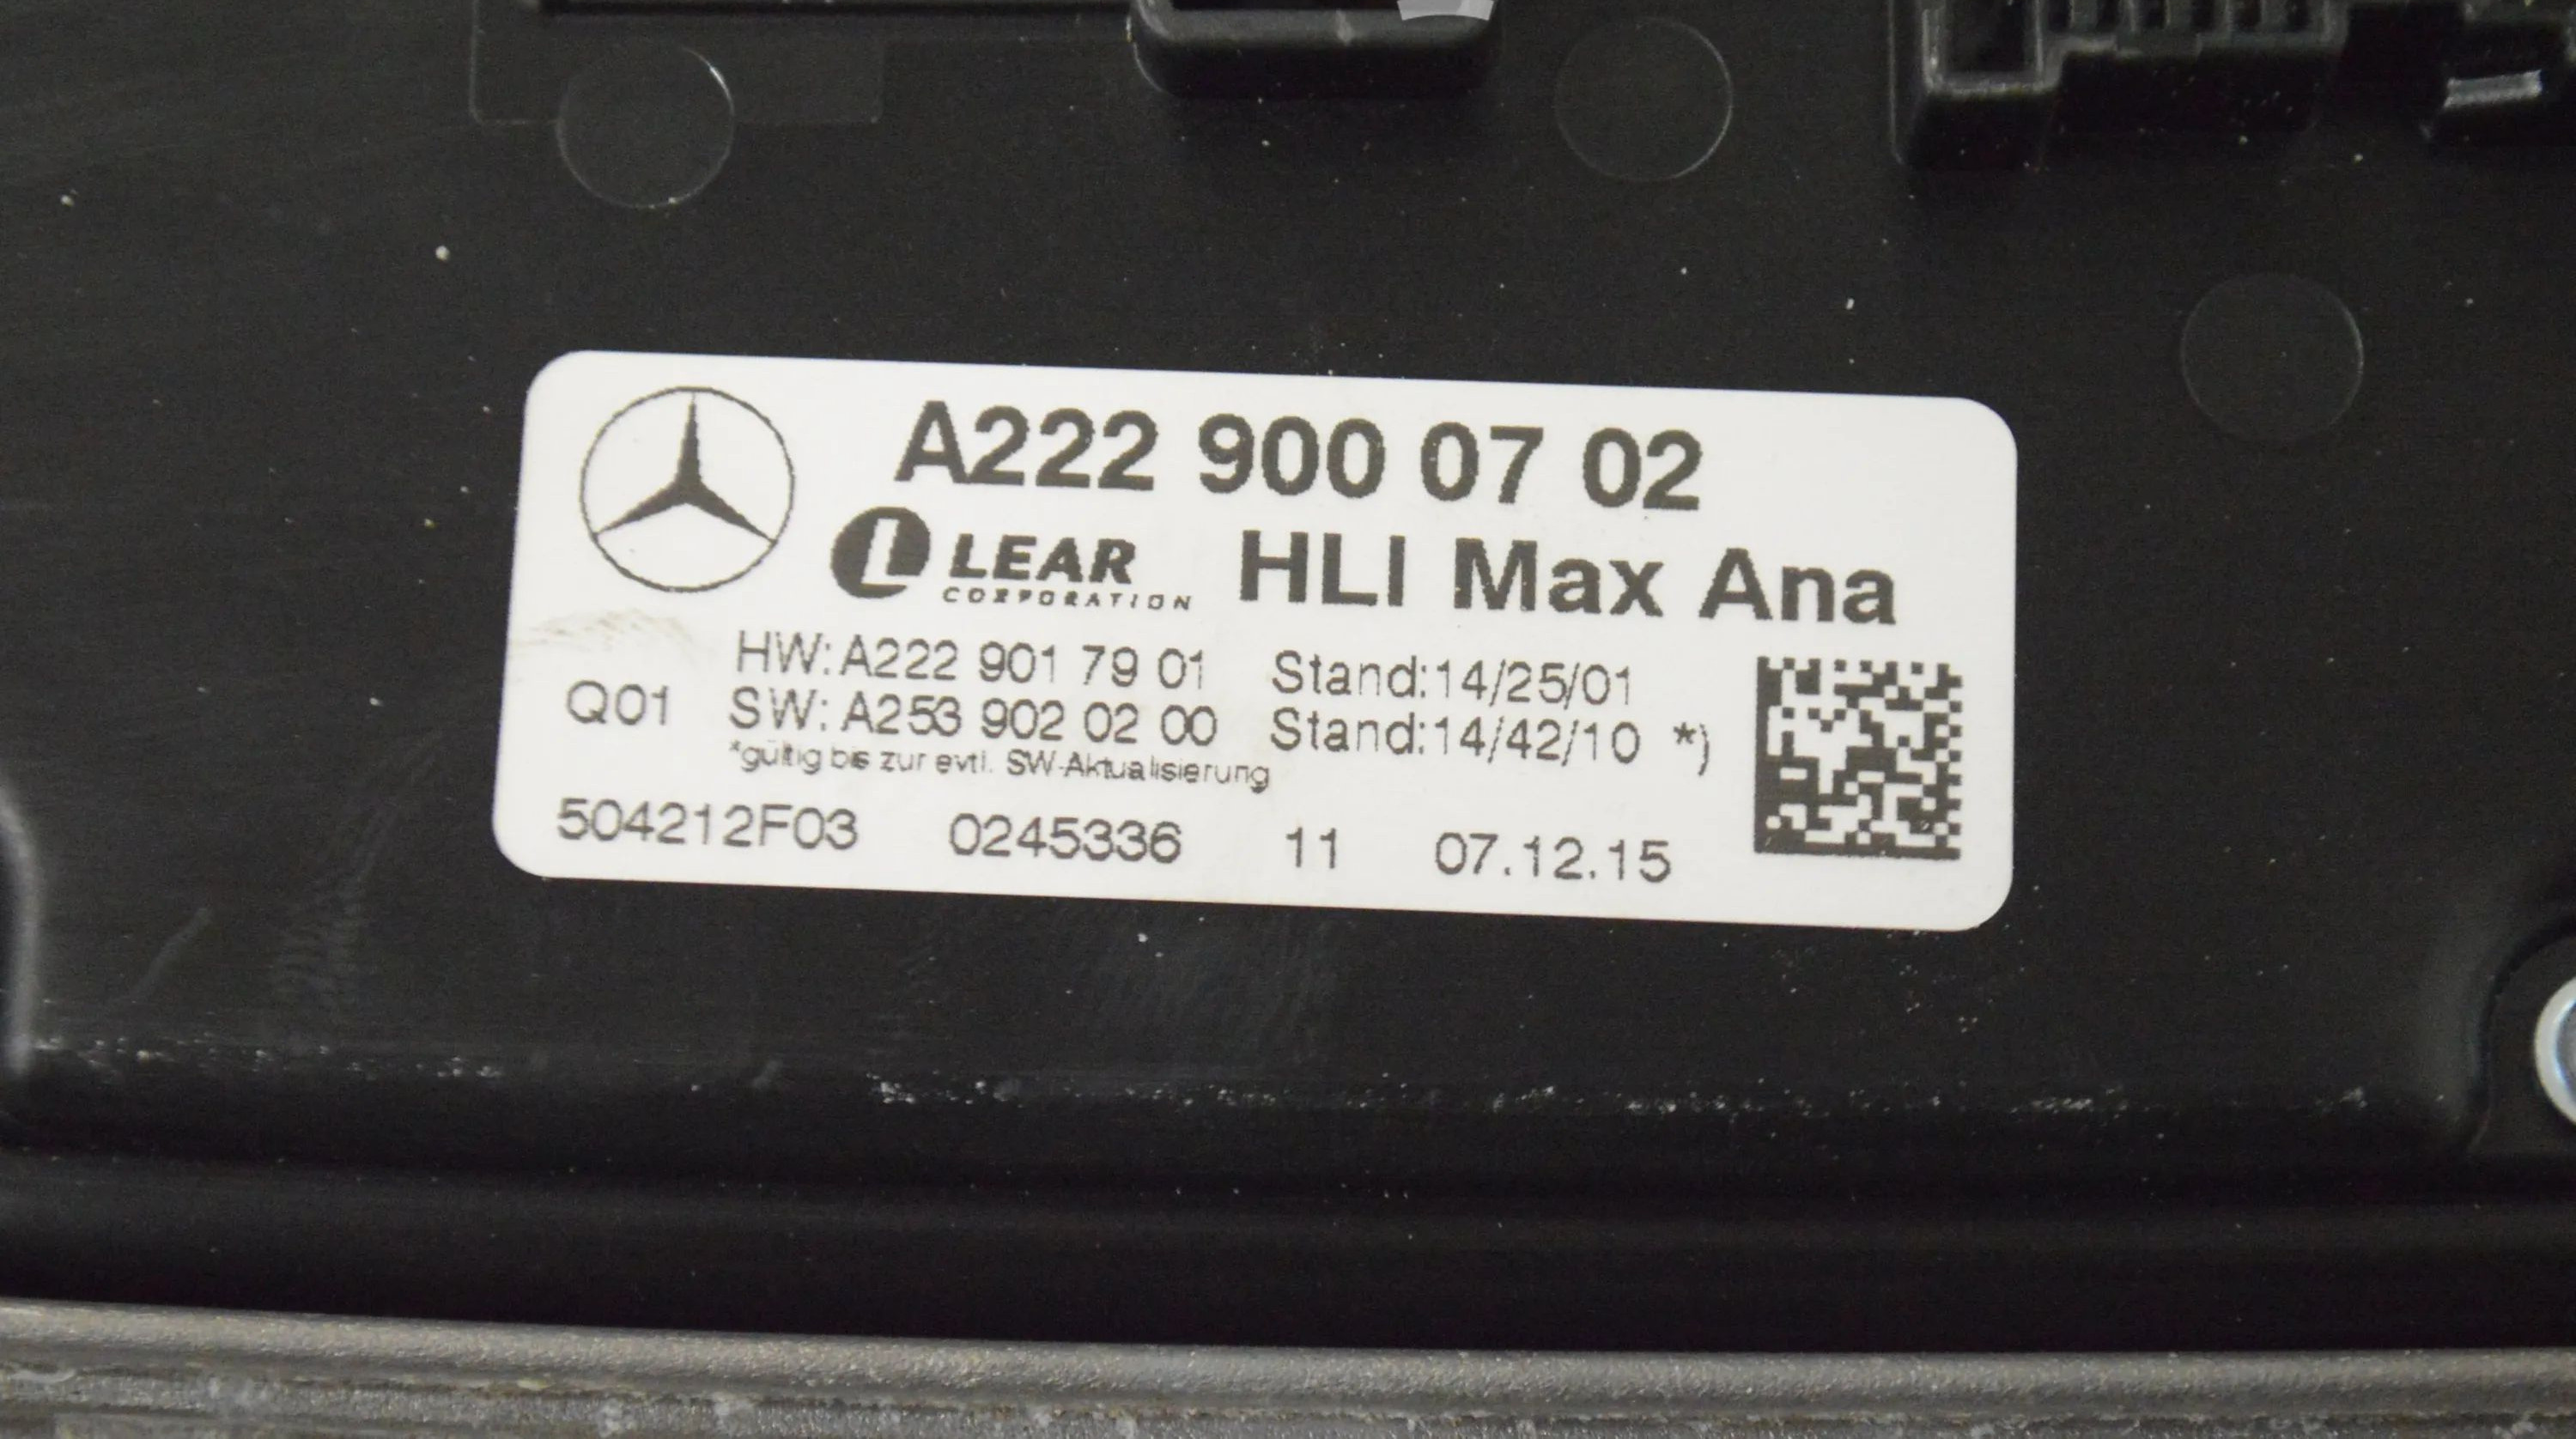 A222 900 07 02
LEAR CORPORATION HLI Max Ana
HW: A222 901 79 01 Stand:14/25/01
Q01 SW: A253 902 02 00 Stand:14/42/10 *)
*gültig bis zur evtl. SW-Aktualisierung
504212F03 0245336 11 07.12.15